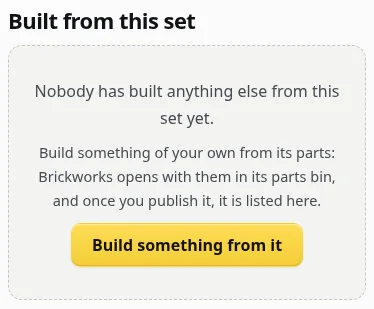 Built from this set
Nobody has built anything else from this
set yet.
Build something of your own from its parts:
Brickworks opens with them in its parts bin,
and once you publish it, it is listed here.
Build something from it